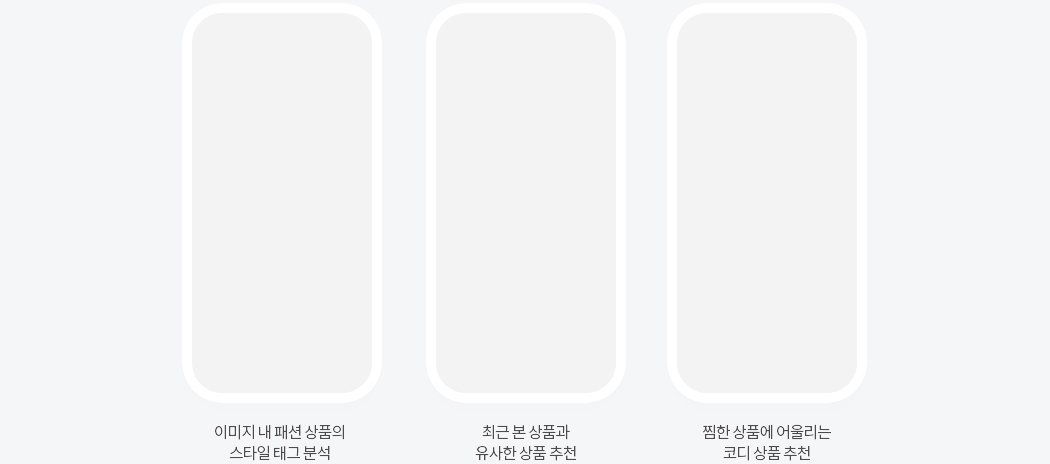 이미지 내 패션 상품의
스타일 태그 분석
최근 본 상품과
유사한 상품 추천
찜한 상품에 어울리는
코디 상품 추천